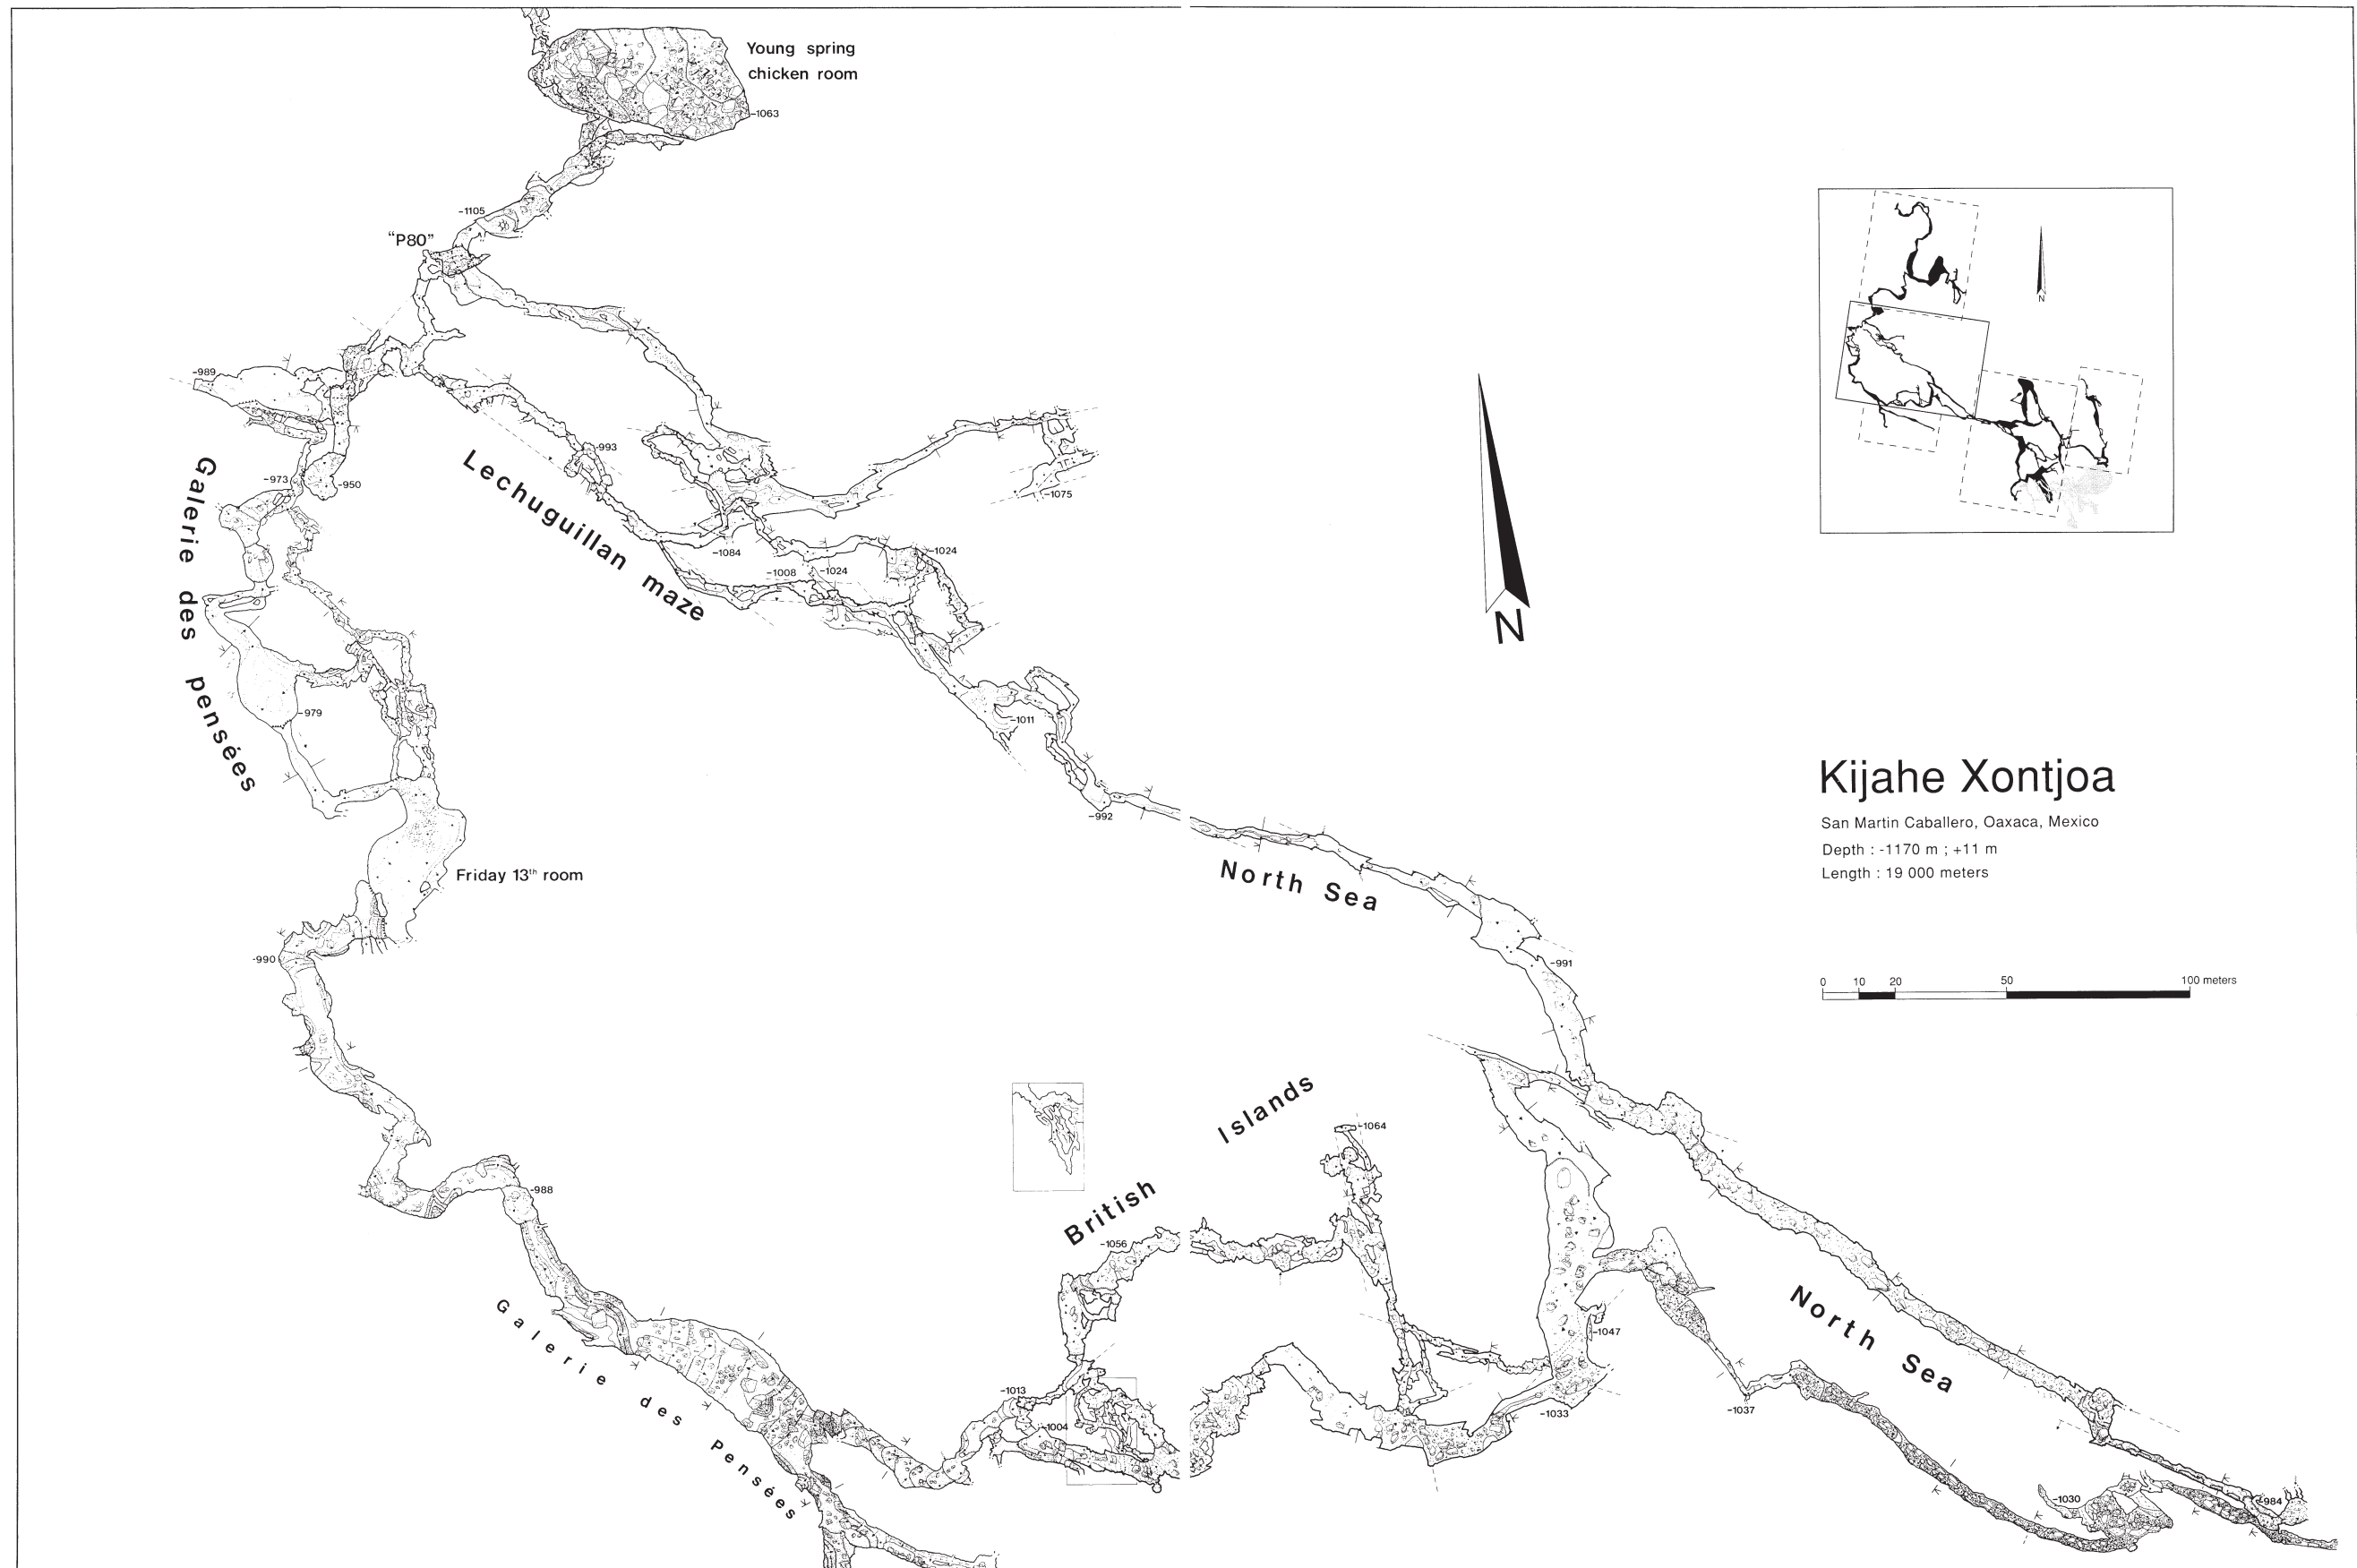 Young spring
chicken room
-1063
-1105
“P80”
-989
-993
-973
-950
-1075
Galerie des pensées
Lechuguillan maze
-1084
-1024
-1008
-1024
-979
-1011
-992
Friday 13th room
-990
North Sea
-991
N
N
Kijahe Xontjoa
San Martin Caballero, Oaxaca, Mexico
Depth : -1170 m ; +11 m
Length : 19 000 meters
0 10 20 50 100 meters
British Islands
-1064
-988
-1056
Galerie des Pensées
-1013
-1004
-1047
-1033
-1037
North Sea
-1030
-984